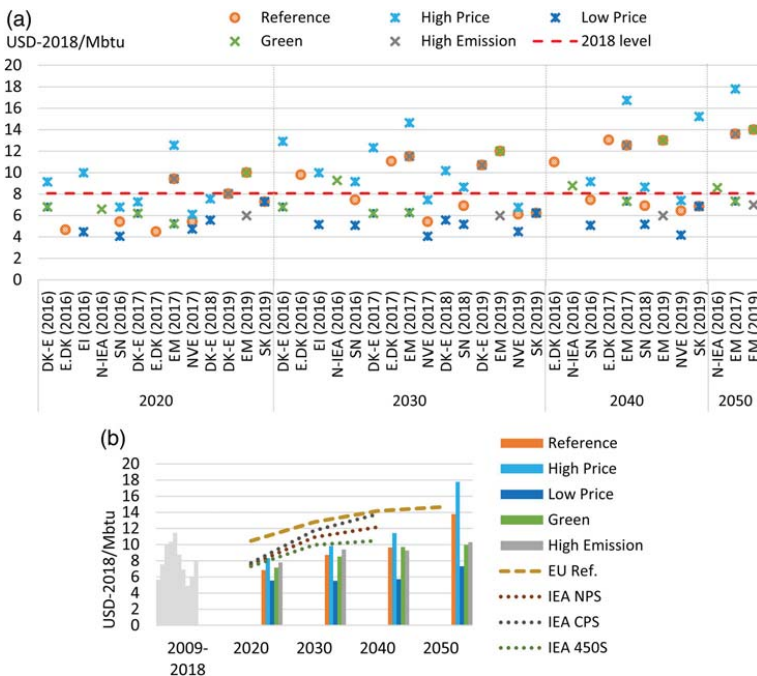 (a)
Reference
High Price
Low Price
USD-2018/Mbtu
Green
High Emission
2018 level
20
18
16
14
12
10
8
6
4
2
0
DK-E (2016)
E.DK (2016)
EI (2016)
N-IEA (2016)
SN (2016)
DK-E (2017)
E.DK (2017)
EM (2017)
NVE (2017)
DK-E (2018)
DK-E (2019)
EM (2019)
SK (2019)
DK-E (2016)
E.DK (2016)
EI (2016)
N-IEA (2016)
SN (2016)
DK-E (2017)
E.DK (2017)
EM (2017)
NVE (2017)
DK-E (2018)
SN (2018)
DK-E (2019)
EM (2019)
NVE (2019)
SK (2019)
E.DK (2016)
N-IEA (2016)
SN (2016)
E.DK (2017)
EM (2017)
SN (2018)
EM (2019)
NVE (2019)
SK (2019)
N-IEA (2016)
EM (2017)
EM (2019)
2020
2030
2040
2050
(b)
USD-2018/Mbtu
20
18
16
14
12
10
8
6
4
2
0
2009-
2018
2020
2030
2040
2050
Reference
High Price
Low Price
Green
High Emission
EU Ref.
IEA NPS
IEA CPS
IEA 450S